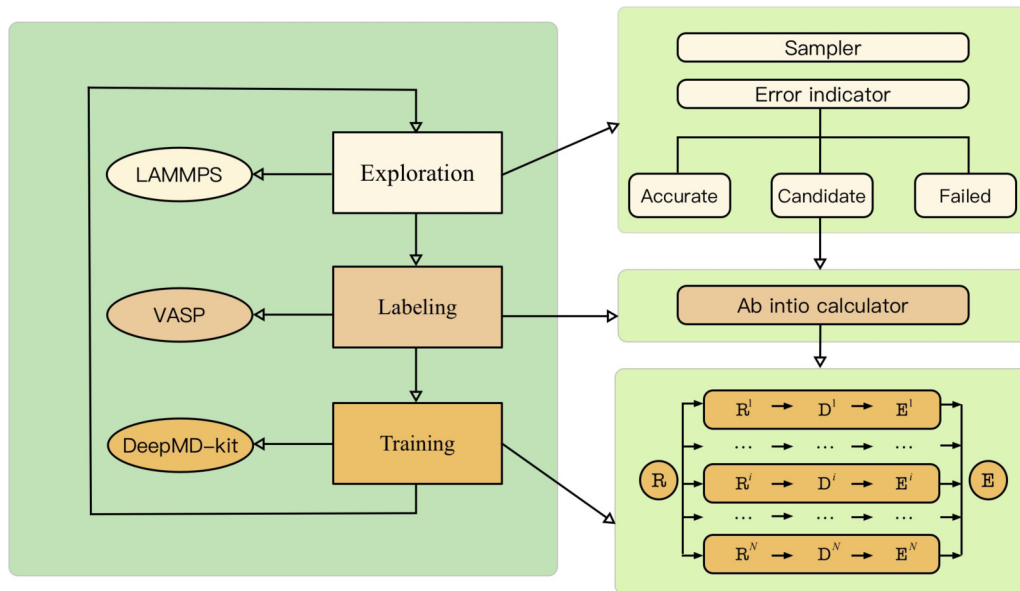 Exploration
LAMMPS
Labeling
VASP
Training
DeepMD-kit
Sampler
Error indicator
Accurate Candidate Failed
Ab intio calculator
R¹ D¹ E¹
... ... ...
R Rⁱ Dⁱ Eⁱ E
... ... ...
Rᴺ Dᴺ Eᴺ